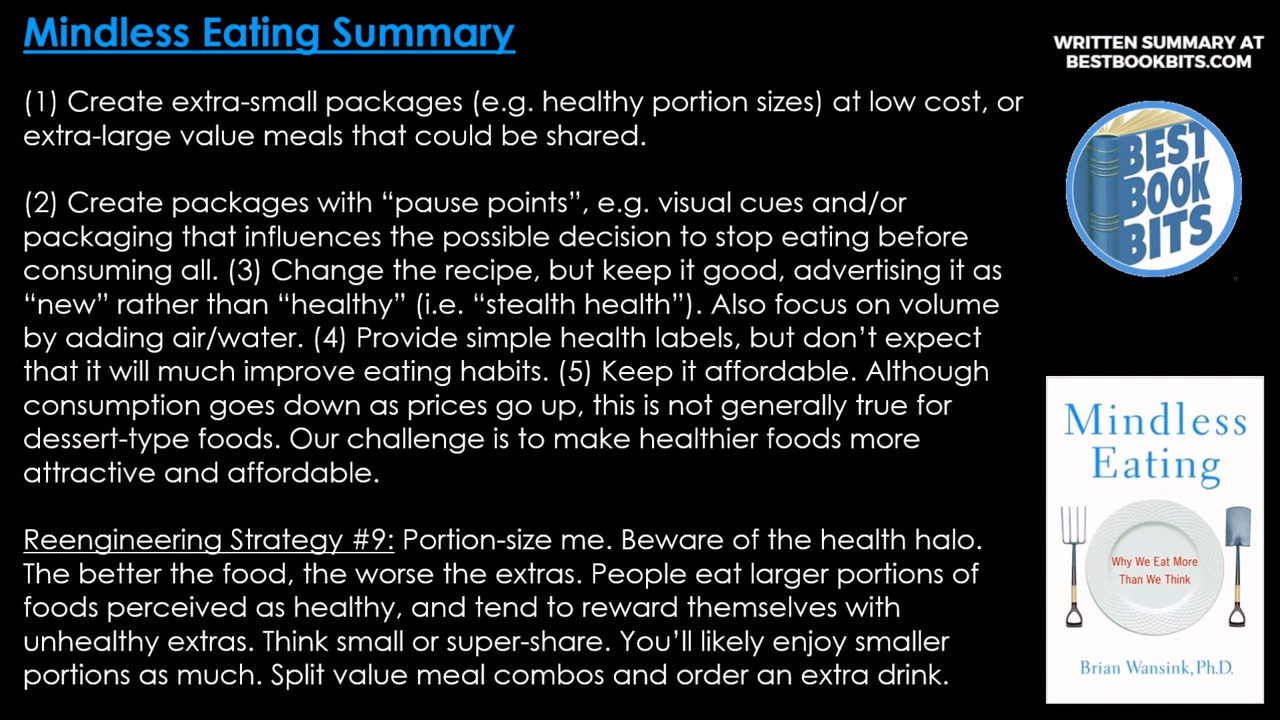 Mindless Eating Summary
WRITTEN SUMMARY AT
BESTBOOKBITS.COM
(1) Create extra-small packages (e.g. healthy portion sizes) at low cost, or
extra-large value meals that could be shared.
(2) Create packages with “pause points”, e.g. visual cues and/or
packaging that influences the possible decision to stop eating before
consuming all. (3) Change the recipe, but keep it good, advertising it as
“new” rather than “healthy” (i.e. “stealth health”). Also focus on volume
by adding air/water. (4) Provide simple health labels, but don’t expect
that it will much improve eating habits. (5) Keep it affordable. Although
consumption goes down as prices go up, this is not generally true for
dessert-type foods. Our challenge is to make healthier foods more
attractive and affordable.
Reengineering Strategy #9: Portion-size me. Beware of the health halo.
The better the food, the worse the extras. People eat larger portions of
foods perceived as healthy, and tend to reward themselves with
unhealthy extras. Think small or super-share. You’ll likely enjoy smaller
portions as much. Split value meal combos and order an extra drink.
BEST
BOOK
BITS
Mindless
Eating
Why We Eat More
Than We Think
Brian Wansink, Ph.D.